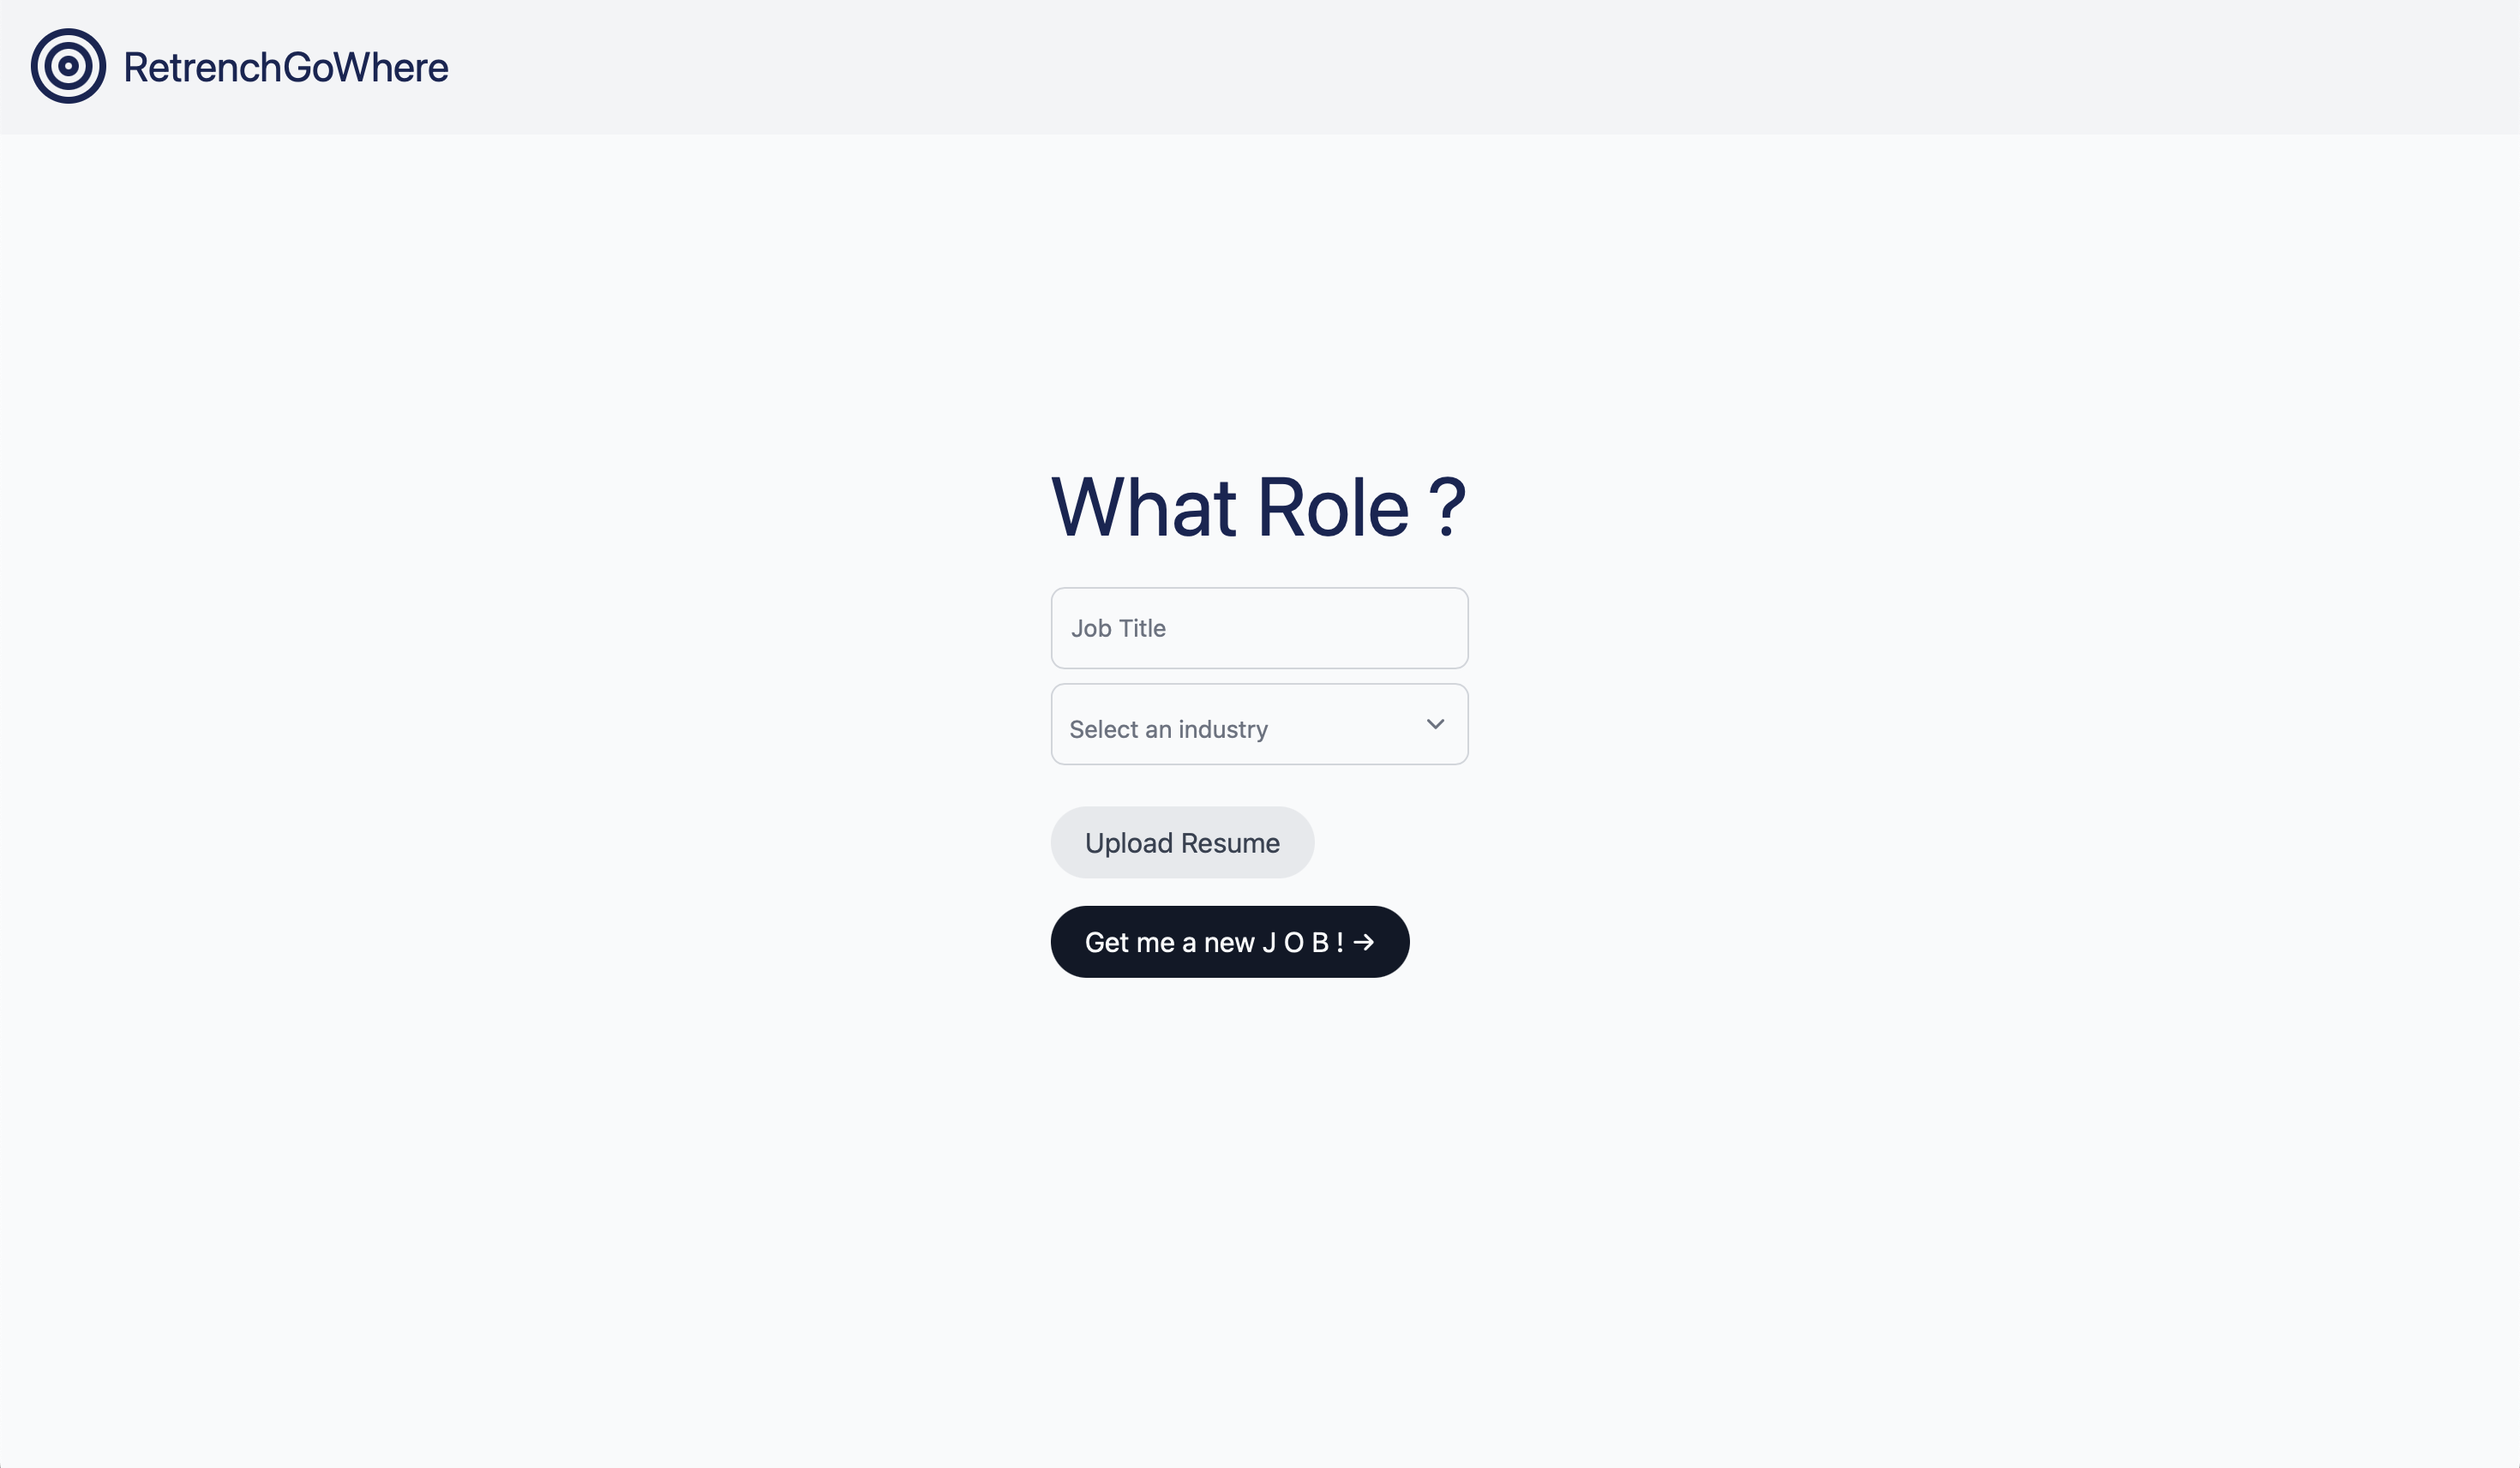 RetrenchGoWhere
What Role ?
Job Title
Select an industry
Upload Resume
Get me a new J O B ! →